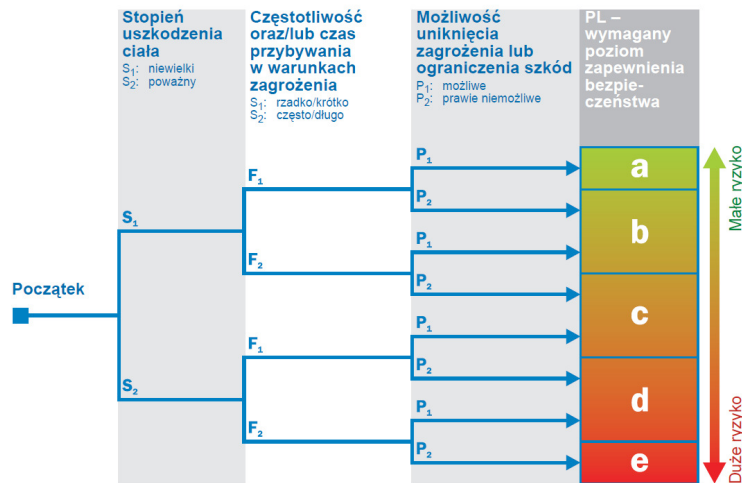 Stopień
uszkodzenia
ciała
S₁: niewielki
S₂: poważny
Częstotliwość
oraz/lub czas
przybywania
w warunkach
zagrożenia
S₁: rzadko/krótko
S₂: często/długo
Możliwość
uniknięcia
zagrożenia lub
ograniczenia szkód
P₁: możliwe
P₂: prawie niemożliwe
PL –
wymagany
poziom
zapewnienia
bezpie-
czeństwa
Początek
S₁
S₂
F₁
F₂
F₁
F₂
P₁
P₂
P₁
P₂
P₁
P₂
P₁
P₂
a
b
c
d
e
Małe ryzyko
Duże ryzyko